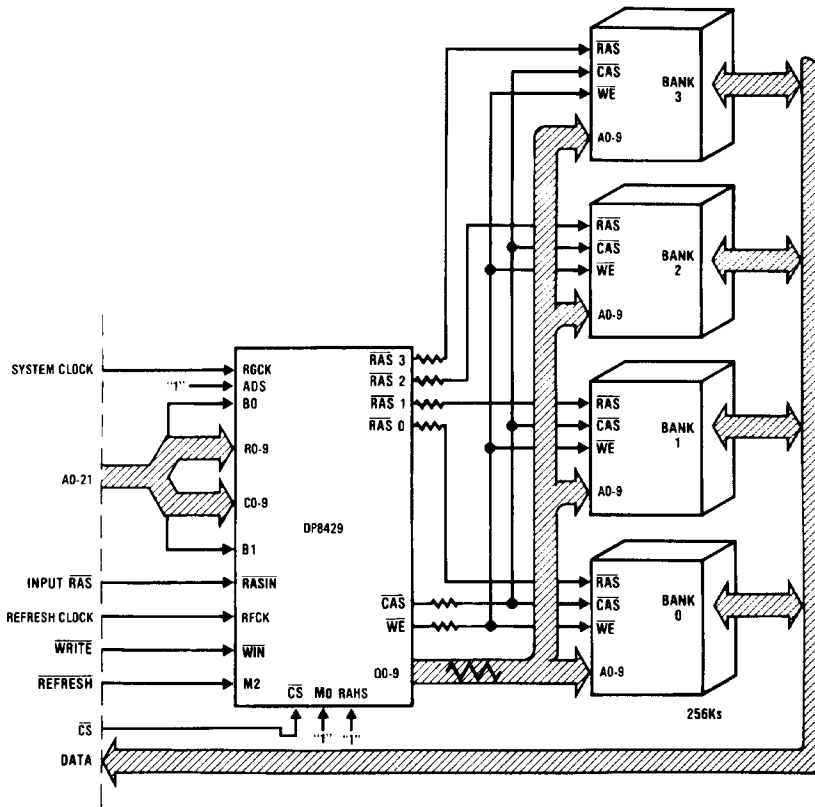 RAS
CAS
WE
BANK
3
A0-9
RAS
CAS
WE
BANK
2
A0-9
SYSTEM CLOCK
RGCK
RAS 3
"1"
ADS
RAS 2
B0
RAS 1
RAS
RAS 0
CAS
BANK
1
WE
R0-9
A0-21
C0-9
A0-9
DP8429
B1
INPUT RAS
RASIN
RAS
CAS
CAS
BANK
0
REFRESH CLOCK
RFCK
WE
WE
WRITE
WIN
Q0-9
A0-9
REFRESH
M2
CS M0 RAHS
256Ks
CS
"1" "1"
DATA